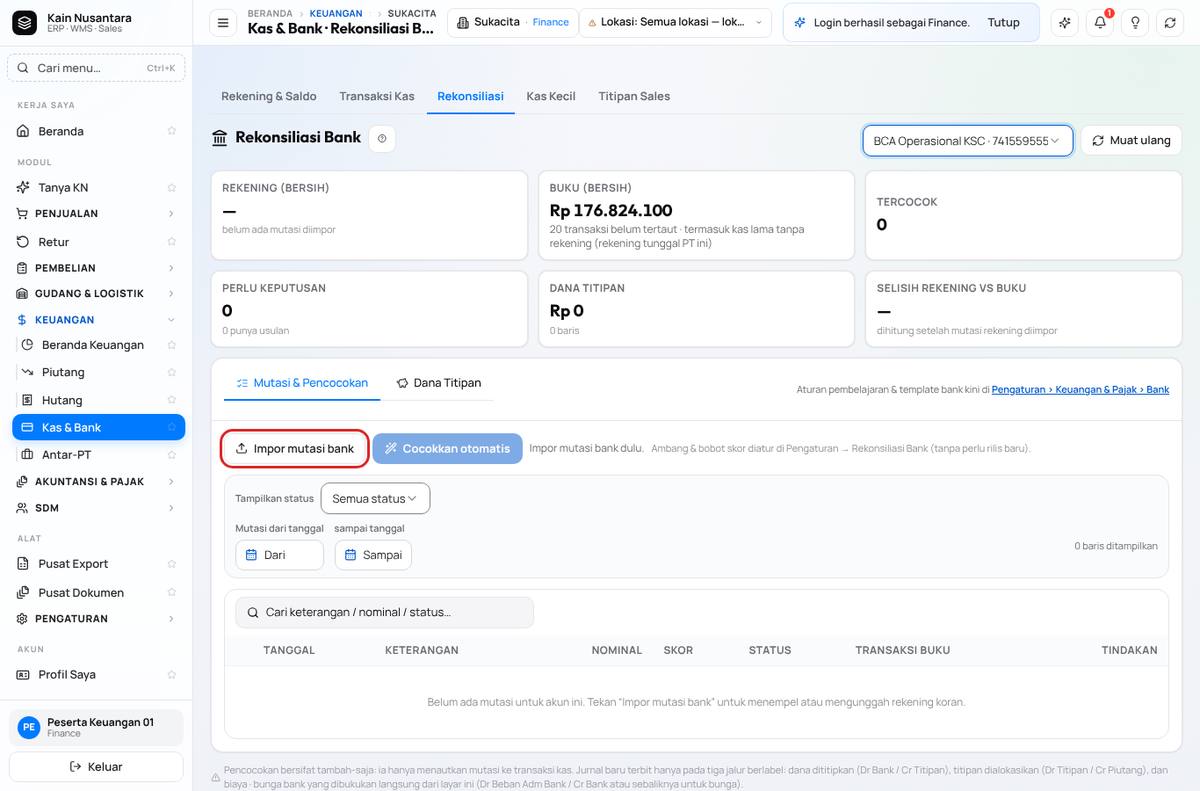 Kain Nusantara
ERP · WMS · Sales
Cari menu... Ctrl+K
KERJA SAYA
Beranda
MODUL
Tanya KN
PENJUALAN
Retur
PEMBELIAN
GUDANG & LOGISTIK
KEUANGAN
Beranda Keuangan
Piutang
Hutang
Kas & Bank
Antar-PT
AKUNTANSI & PAJAK
SDM
ALAT
Pusat Export
Pusat Dokumen
PENGATURAN
AKUN
Profil Saya
PE Peserta Keuangan 01
Finance
Keluar
BERANDA › KEUANGAN › SUKACITA
Kas & Bank · Rekonsiliasi B...
Sukacita · Finance
Lokasi: Semua lokasi — lok...
Login berhasil sebagai Finance. Tutup
1
Rekening & Saldo Transaksi Kas Rekonsiliasi Kas Kecil Titipan Sales
Rekonsiliasi Bank
BCA Operasional KSC · 741559555
Muat ulang
REKENING (BERSIH)
—
belum ada mutasi diimpor
BUKU (BERSIH)
Rp 176.824.100
20 transaksi belum tertaut · termasuk kas lama tanpa
rekening (rekening tunggal PT ini)
TERCOCOK
0
PERLU KEPUTUSAN
0
0 punya usulan
DANA TITIPAN
Rp 0
0 baris
SELISIH REKENING VS BUKU
—
dihitung setelah mutasi rekening diimpor
Mutasi & Pencocokan Dana Titipan
Aturan pembelajaran & template bank kini di Pengaturan › Keuangan & Pajak › Bank
Impor mutasi bank Cocokkan otomatis Impor mutasi bank dulu. Ambang & bobot skor diatur di Pengaturan → Rekonsiliasi Bank (tanpa perlu rilis baru).
Tampilkan status Semua status
Mutasi dari tanggal sampai tanggal
Dari Sampai
0 baris ditampilkan
Cari keterangan / nominal / status...
TANGGAL KETERANGAN NOMINAL SKOR STATUS TRANSAKSI BUKU TINDAKAN
Belum ada mutasi untuk akun ini. Tekan "Impor mutasi bank" untuk menempel atau mengunggah rekening koran.
Pencocokan bersifat tambah-saja: ia hanya menautkan mutasi ke transaksi kas. Jurnal baru terbit hanya pada tiga jalur berlabel: dana dititipkan (Dr Bank / Cr Titipan), titipan dialokasikan (Dr Titipan / Cr Piutang), dan
biaya · bunga bank yang dibukukan langsung dari layar ini (Dr Beban Adm Bank / Cr Bank atau sebaliknya untuk bunga).